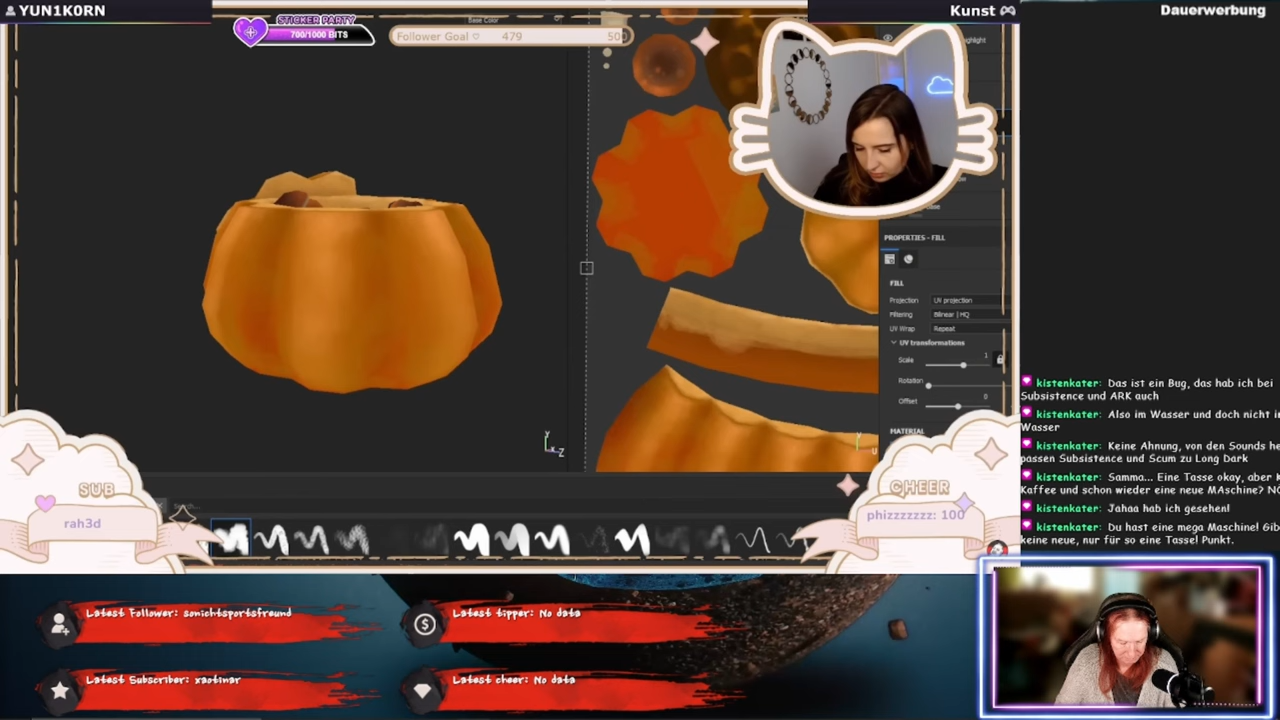 YUN1K0RN
STICKER PARTY
700/1000 BITS
Base Color
Follower Goal ♡ 479
Kunst
Dauerwerbung
PROPERTIES - FILL
FILL
Projection UV projection
Filtering Bilinear | HQ
UV Wrap Repeat
UV transformations
Scale 1
Rotation
Offset 0
MATERIAL
Y
Z
U
SUB
rah3d
CHEER
phizzzzzzz: 100
kistenkater: Das ist ein Bug, das hab ich bei
Subsistence und ARK auch
kistenkater: Also im Wasser und doch nicht
Wasser
kistenkater: Keine Ahnung, von den Sounds
passen Subsistence und Scum zu Long Dark
kistenkater: Samma... Eine Tasse okay, aber
Kaffee und schon wieder eine neue MAschine?
kistenkater: Jahaa hab ich gesehen!
kistenkater: Du hast eine mega Maschine!
keine neue, nur für so eine Tasse! Punkt.
Latest Follower: sonichtsportsfreund
Latest tipper: No data
Latest Subscriber: xaotinar
Latest cheer: No data